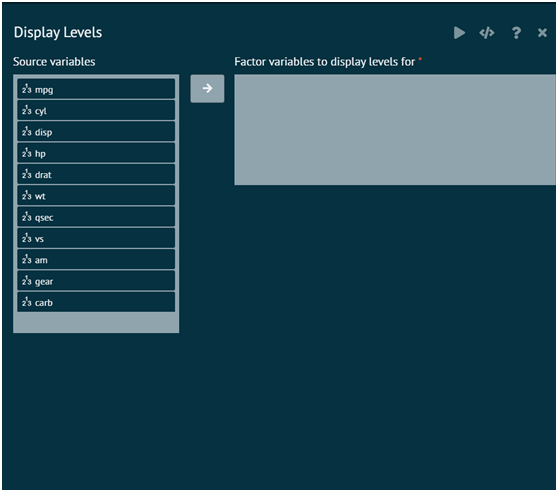 Display Levels
</>
?
Source variables
Factor variables to display levels for *
mpg
cyl
disp
hp
drat
wt
qsec
vs
am
gear
carb